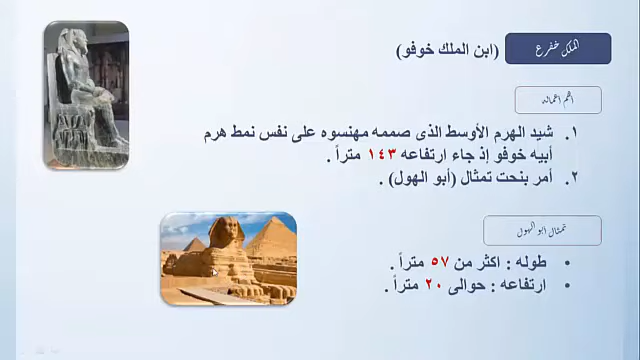 الملك خفرع (ابن الملك خوفو)
أهم أعماله
١. شيد الهرم الأوسط الذى صممه مهنسوه على نفس نمط هرم
أبيه خوفو إذ جاء ارتفاعه ١٤٣ متراً .
٢. أمر بنحت تمثال (أبو الهول) .
تمثال ابو الهول
• طوله : اكثر من ٥٧ متراً .
• ارتفاعه : حوالى ٢٠ متراً .